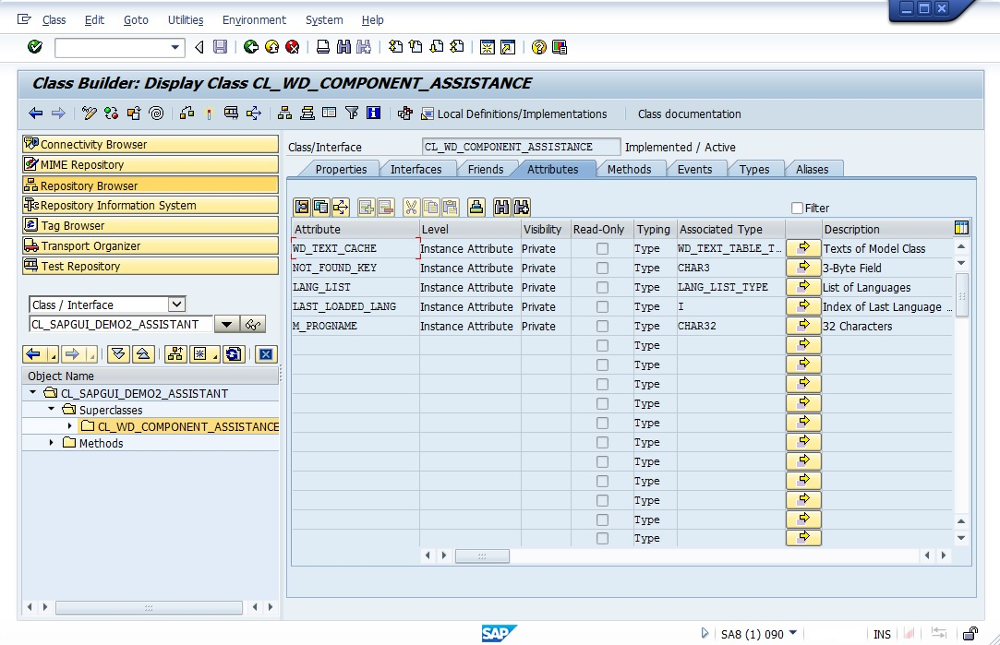 Class Edit Goto Utilities Environment System Help
Class Builder: Display Class CL_WD_COMPONENT_ASSISTANCE
Local Definitions/Implementations Class documentation
Connectivity Browser
MIME Repository
Repository Browser
Repository Information System
Tag Browser
Transport Organizer
Test Repository
Class / Interface
CL_SAPGUI_DEMO2_ASSISTANT
Object Name
CL_SAPGUI_DEMO2_ASSISTANT
Superclasses
CL_WD_COMPONENT_ASSISTANCE
Methods
Class/Interface CL_WD_COMPONENT_ASSISTANCE Implemented / Active
Properties Interfaces Friends Attributes Methods Events Types Aliases
Filter
Attribute Level Visibility Read-Only Typing Associated Type Description
WD_TEXT_CACHE Instance Attribute Private Type WD_TEXT_TABLE_T... Texts of Model Class
NOT_FOUND_KEY Instance Attribute Private Type CHAR3 3-Byte Field
LANG_LIST Instance Attribute Private Type LANG_LIST_TYPE List of Languages
LAST_LOADED_LANG Instance Attribute Private Type I Index of Last Language ...
M_PROGNAME Instance Attribute Private Type CHAR32 32 Characters
Type
Type
Type
Type
Type
Type
Type
Type
Type
Type
Type
SAP SA8 (1) 090 INS